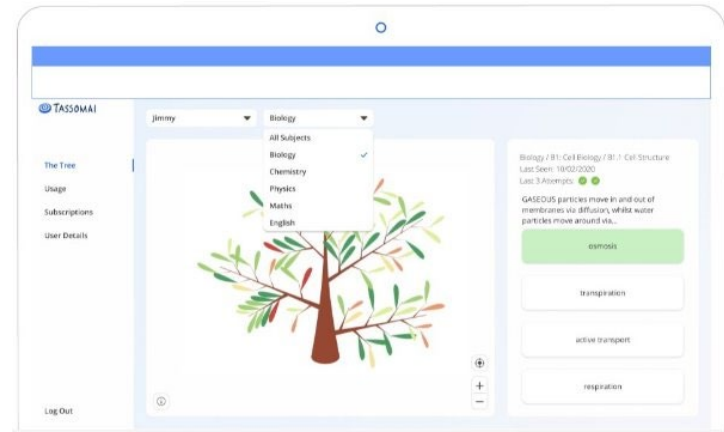 TASSOMAI
Jimmy
Biology
All Subjects
Biology
Chemistry
Physics
Maths
English
The Tree
Usage
Subscriptions
User Details
Log Out
Biology / B1: Cell Biology / B1.1 Cell Structure
Last Seen: 10/02/2020
Last 3 Attempts:
GASEOUS particles move in and out of
membranes via diffusion, whilst water
particles move around via...
osmosis
transpiration
active transport
respiration